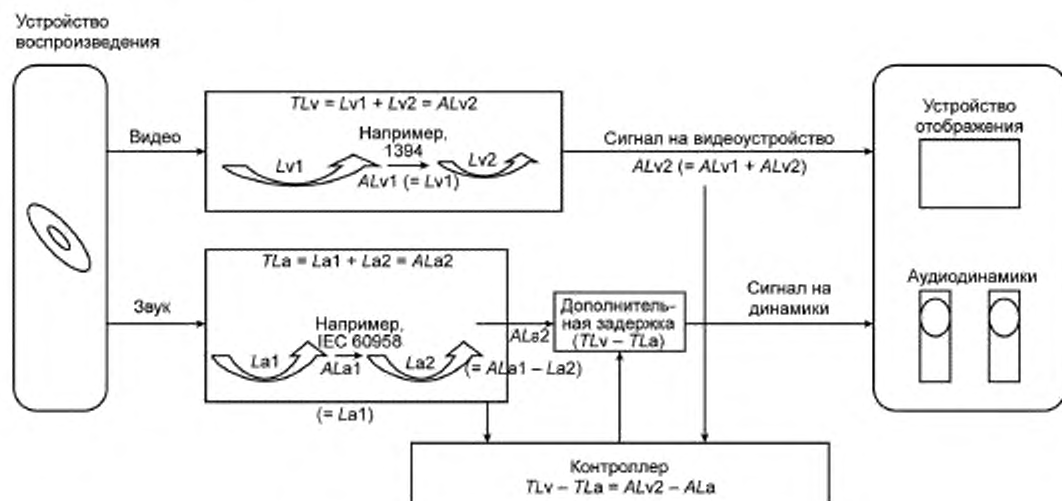 Устройство
воспроизведения
TLv = Lv1 + Lv2 = ALv2
Видео
Например,
1394
Lv1
ALv1 (= Lv1)
Lv2
Сигнал на видеоустройство
ALv2 (= ALv1 + ALv2)
Устройство
отображения
TLa = La1 + La2 = ALa2
Звук
Например,
IEC 60958
La1
ALa1
La2
(= ALa1 – La2)
(= La1)
ALa2
Дополнитель-
ная задержка
(TLv – TLa)
Сигнал на
динамики
Аудиодинамики
Контроллер
TLv – TLa = ALv2 – ALa